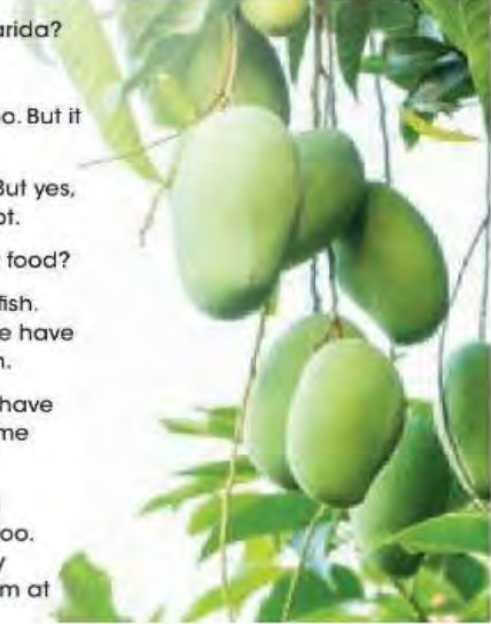 arida?
o. But it
But yes,
ot.
food?
fish.
e have
n.
have
me
oo.
y
m at